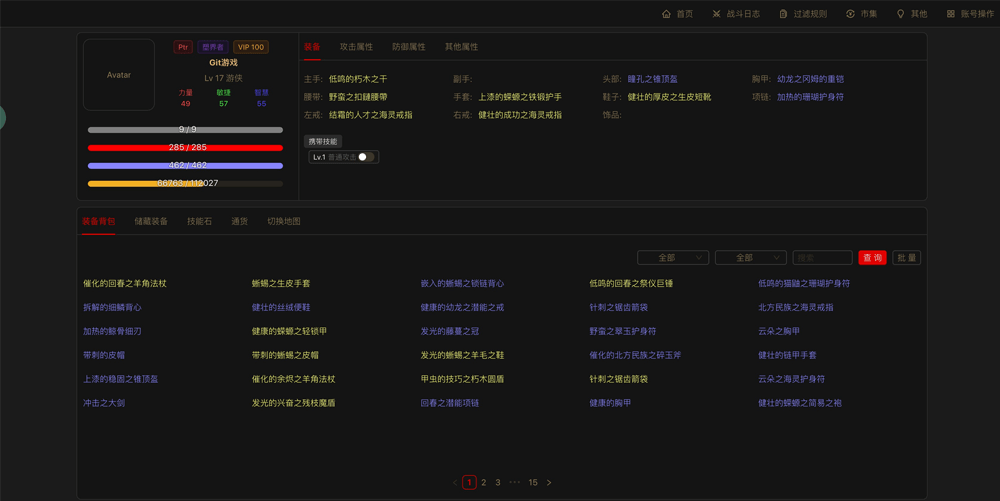 首页 战斗日志 过滤规则 市集 其他 账号操作
Avatar
Ptr 塑界者 VIP 100
Git游戏
Lv 17 游侠
力量 敏捷 智慧
49 57 55
9 / 9
285 / 285
462 / 462
66763 / 112027
装备 攻击属性 防御属性 其他属性
主手: 低鸣的朽木之干 副手: 头部: 瞳孔之锥顶盔 胸甲: 幼龙之冈姆的重铠
腰带: 野蛮之扣鏈腰帶 手套: 上漆的蝾螈之铁锻护手 鞋子: 健壮的厚皮之生皮短靴 项链: 加热的珊瑚护身符
左戒: 结霜的人才之海灵戒指 右戒: 健壮的成功之海灵戒指 饰品:
携带技能
Lv.1 普通攻击
装备背包 储藏装备 技能石 通货 切换地图
全部 全部 搜索 查 询 批 量
催化的回春之羊角法杖 蜥蜴之生皮手套 嵌入的蜥蜴之锁链背心 低鸣的回春之祭仪巨锤 低鸣的猫鼬之珊瑚护身符
拆解的细鳞背心 健壮的丝绒便鞋 健康的幼龙之潜能之戒 针刺之锯齿箭袋 北方民族之海灵戒指
加热的鲸骨细刃 健康的蝾螈之轻锁甲 发光的藤蔓之冠 野蛮之翠玉护身符 云朵之胸甲
带刺的皮帽 带刺的蜥蜴之皮帽 发光的蜥蜴之羊毛之鞋 催化的北方民族之碎玉斧 健壮的链甲手套
上漆的稳固之锥顶盔 催化的余烬之羊角法杖 甲虫的技巧之朽木圆盾 针刺之锯齿箭袋 云朵之海灵护身符
冲击之大剑 发光的兴奋之残枝魔盾 回春之潜能项链 健康的胸甲 健壮的蝾螈之简易之袍
1 2 3 ··· 15